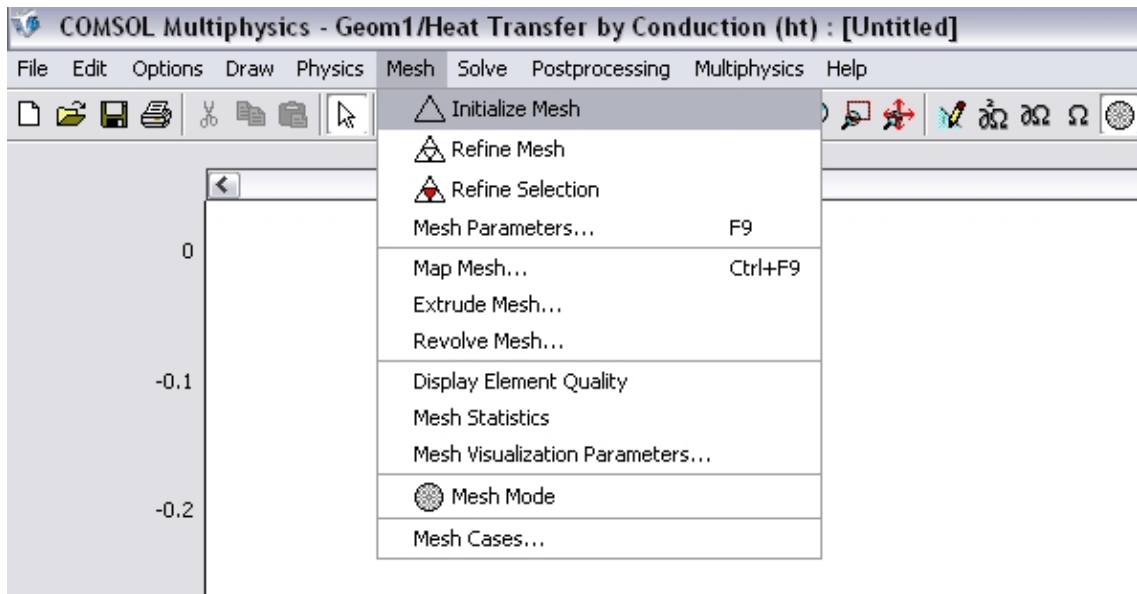 COMSOL Multiphysics - Geom1/Heat Transfer by Conduction (ht) : [Untitled]
File Edit Options Draw Physics Mesh Solve Postprocessing Multiphysics Help
∂²Ω ∂Ω Ω
Initialize Mesh
Refine Mesh
Refine Selection
Mesh Parameters... F9
Map Mesh... Ctrl+F9
Extrude Mesh...
Revolve Mesh...
Display Element Quality
Mesh Statistics
Mesh Visualization Parameters...
Mesh Mode
Mesh Cases...
0
-0.1
-0.2